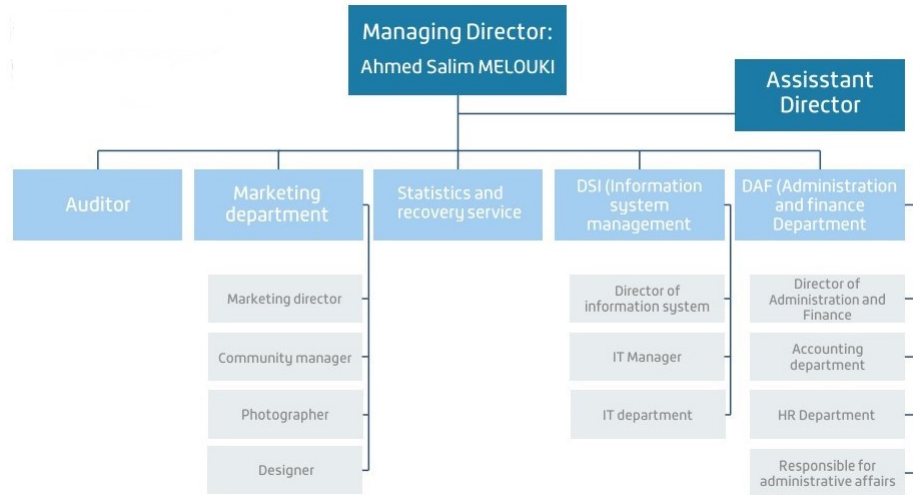 Managing Director:
Ahmed Salim MELOUKI
Assisstant
Director
Auditor
Marketing
department
Statistics and
recovery service
DSI (Information
system
management
DAF (Administration
and finance
Department
Marketing director
Community manager
Photographer
Designer
Director of
information system
IT Manager
IT department
Director of
Administration and
Finance
Accounting
department
HR Department
Responsible for
administrative affairs